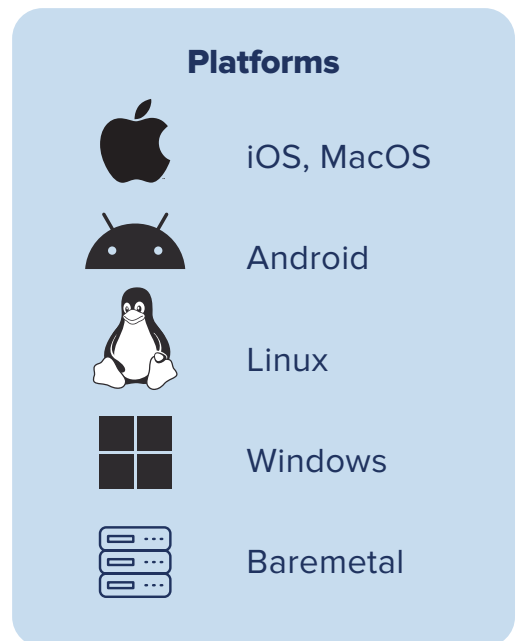 Platforms
iOS, MacOS
Android
Linux
Windows
Baremetal